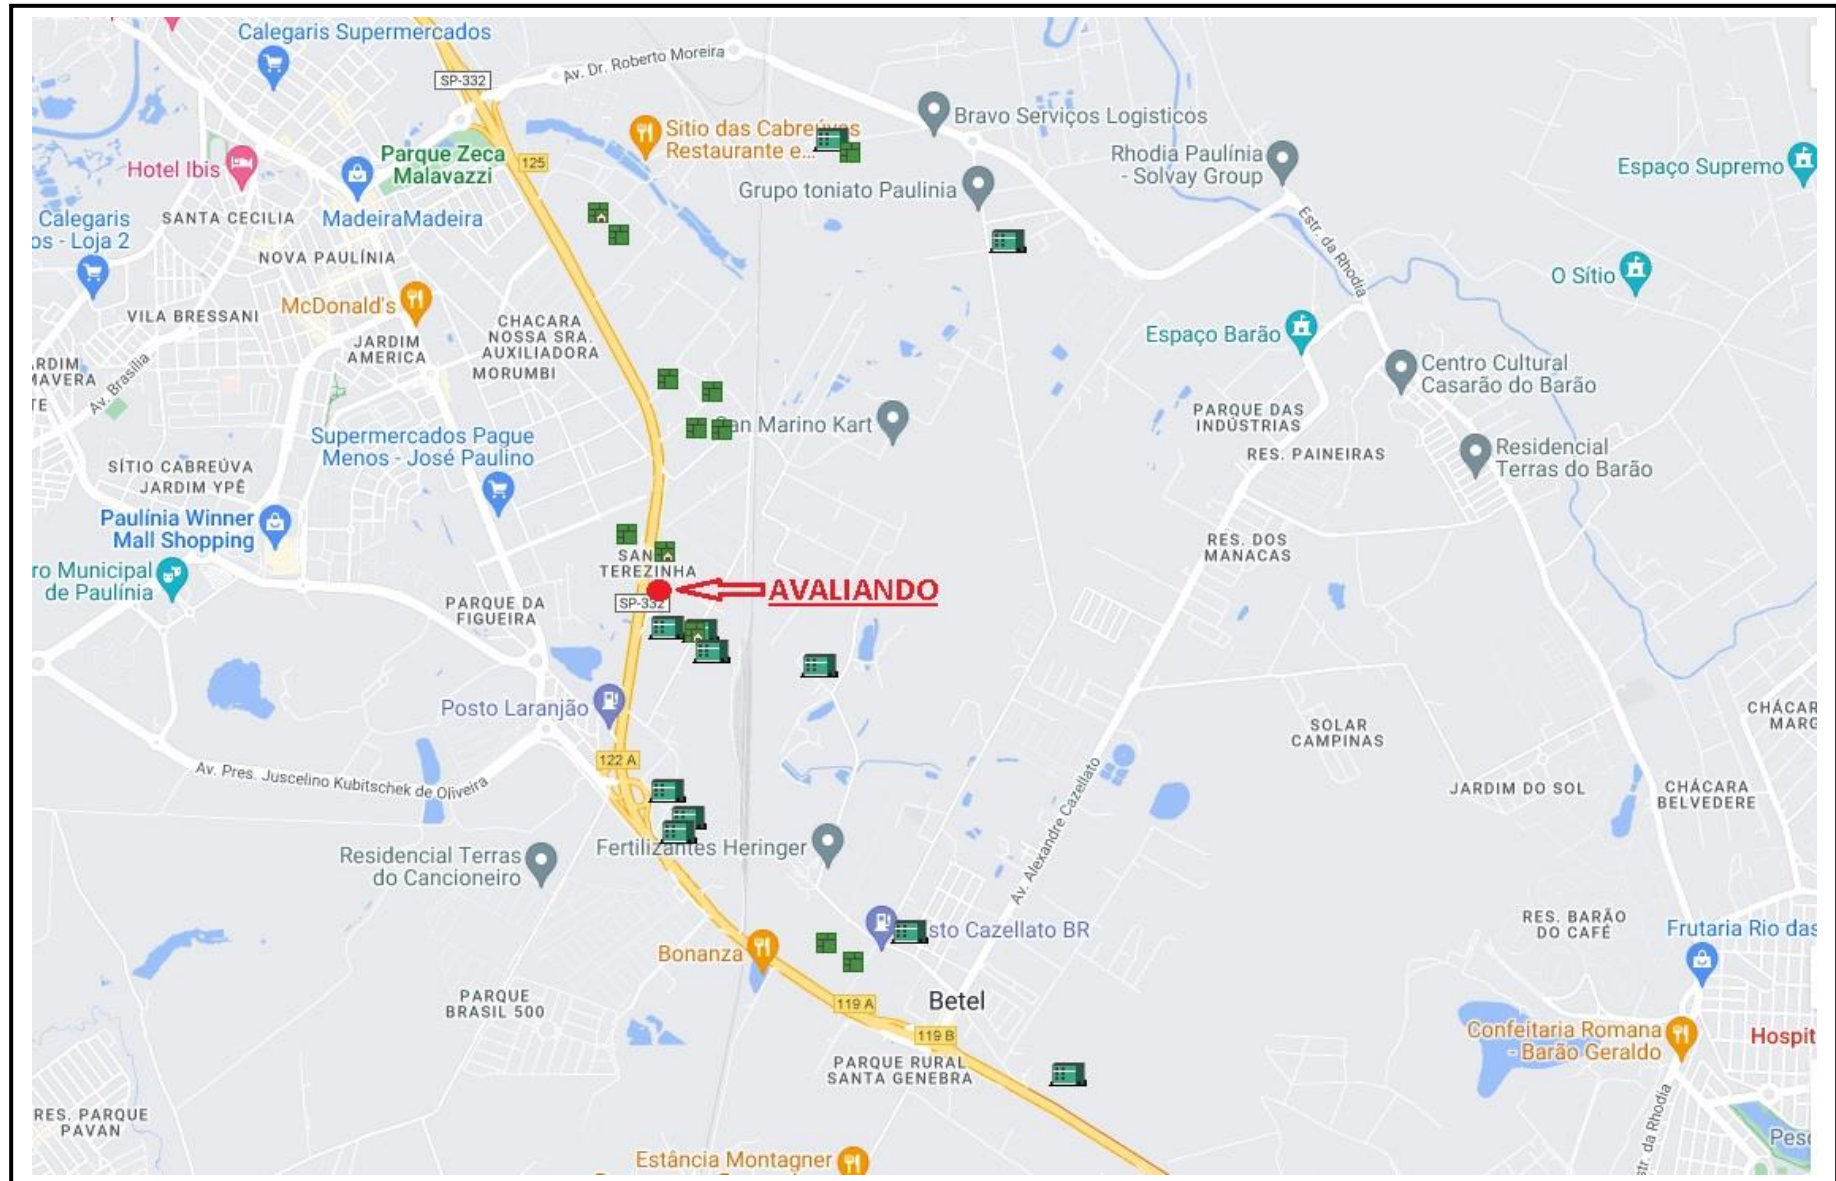 Calegaris Supermercados
SP-332
Av. Dr. Roberto Moreira
Bravo Serviços Logisticos
Sitio das Cabreúvas
Restaurante e...
Parque Zeca
Malavazzi
125
Hotel Ibis
Rhodia Paulínia
- Solvay Group
Espaço Supremo
Grupo toniato Paulinia
MadeiraMadeira
SANTA CECILIA
Calegaris
os - Loja 2
NOVA PAULÍNIA
Estr. da Rhodia
O Sítio
McDonald's
VILA BRESSANI
CHACARA
NOSSA SRA.
AUXILIADORA
MORUMBI
JARDIM
AMERICA
Espaço Barão
Centro Cultural
Casarão do Barão
Av. Brasília
PARQUE DAS
INDÚSTRIAS
San Marino Kart
Supermercados Pague
Menos - José Paulino
RES. PAINEIRAS
Residencial
Terras do Barão
SÍTIO CABREÚVA
JARDIM YPÊ
Paulínia Winner
Mall Shopping
RES. DOS
MANACAS
TEREZINHA
ro Municipal
de Paulínia
AVALIANDO
SP-332
PARQUE DA
FIGUEIRA
Posto Laranjão
SOLAR
CAMPINAS
CHÁCAR
MARG
122 A
Av. Pres. Juscelino Kubitschek de Oliveira
Av. Alexandre Cazellato
JARDIM DO SOL
CHÁCARA
BELVEDERE
Fertilizantes Heringer
Residencial Terras
do Cancioneiro
RES. BARÃO
DO CAFÉ
Frutaria Rio das
sto Cazellato BR
Bonanza
PARQUE
BRASIL 500
119 A
Betel
119 B
Confeitaria Romana
- Barão Geraldo
Hospit
PARQUE RURAL
SANTA GENEBRA
RES. PARQUE
PAVAN
str. da Rhodia
Estância Montagner